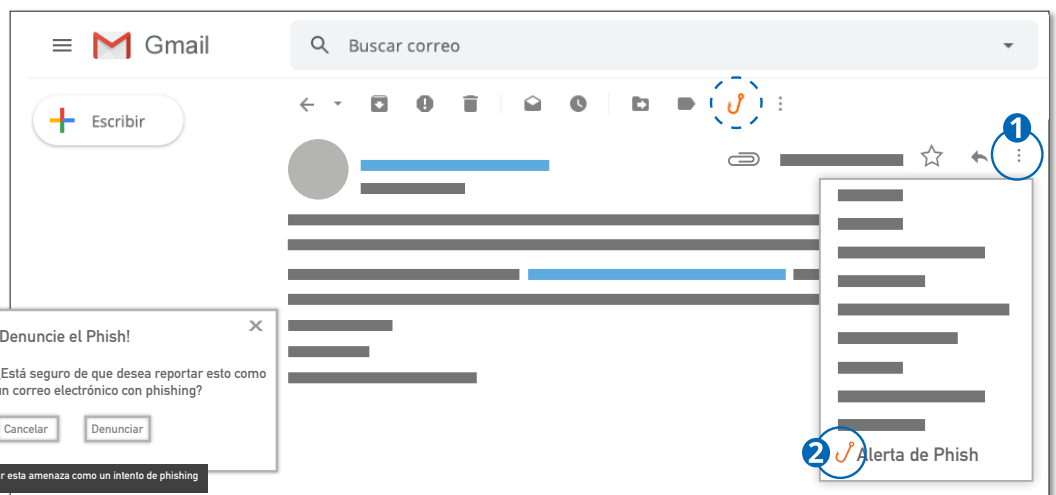 Gmail
Buscar correo
Escribir
1
Denuncie el Phish!
¿Está seguro de que desea reportar esto como
un correo electrónico con phishing?
Cancelar
Denunciar
esta amenaza como un intento de phishing
2
Alerta de Phish